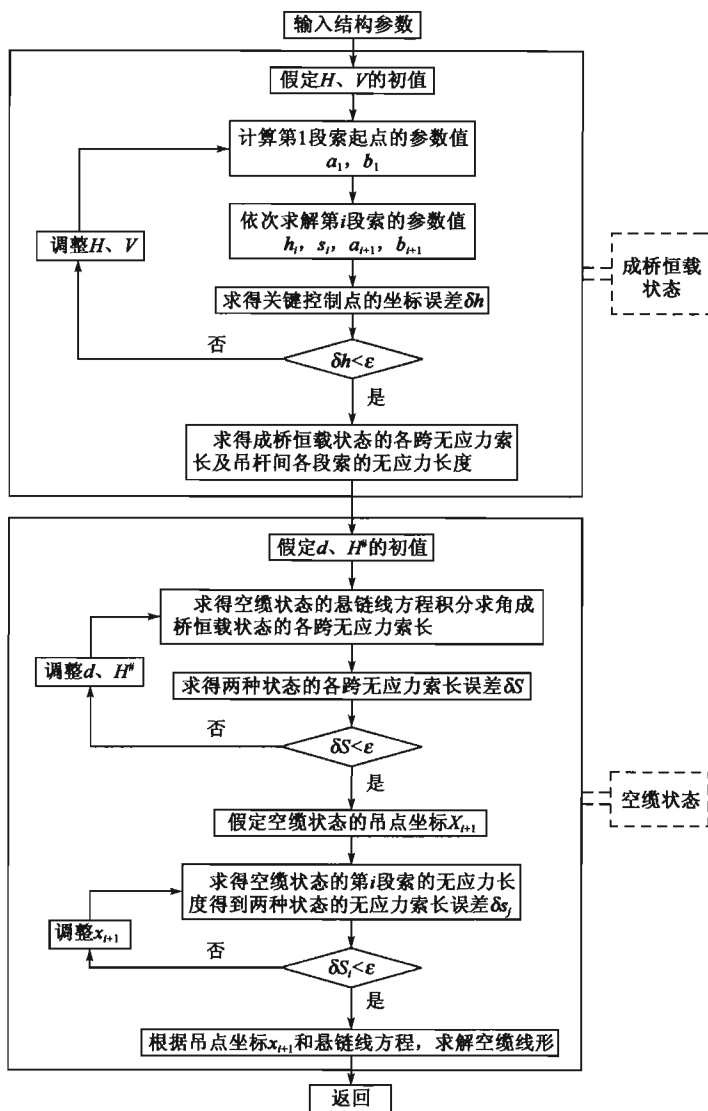 输入结构参数
假定H、V的初值
计算第1段索起点的参数值
a₁，b₁
依次求解第i段索的参数值
hᵢ，sᵢ，aᵢ₊₁，bᵢ₊₁
调整H、V
成桥恒载
状态
求得关键控制点的坐标误差δh
否
δh<ε
是
求得成桥恒载状态的各跨无应力索
长及吊杆间各段索的无应力长度
假定d、H#的初值
求得空缆状态的悬链线方程积分求角成
桥恒载状态的各跨无应力索长
调整d、H#
求得两种状态的各跨无应力索长误差δS
否
δS<ε
是
空缆状态
假定空缆状态的吊点坐标Xᵢ₊₁
求得空缆状态的第i段索的无应力长
度得到两种状态的无应力索长误差δsⱼ
调整xᵢ₊₁
否
δSᵢ<ε
是
根据吊点坐标xᵢ₊₁和悬链线方程，求解空缆线形
返回